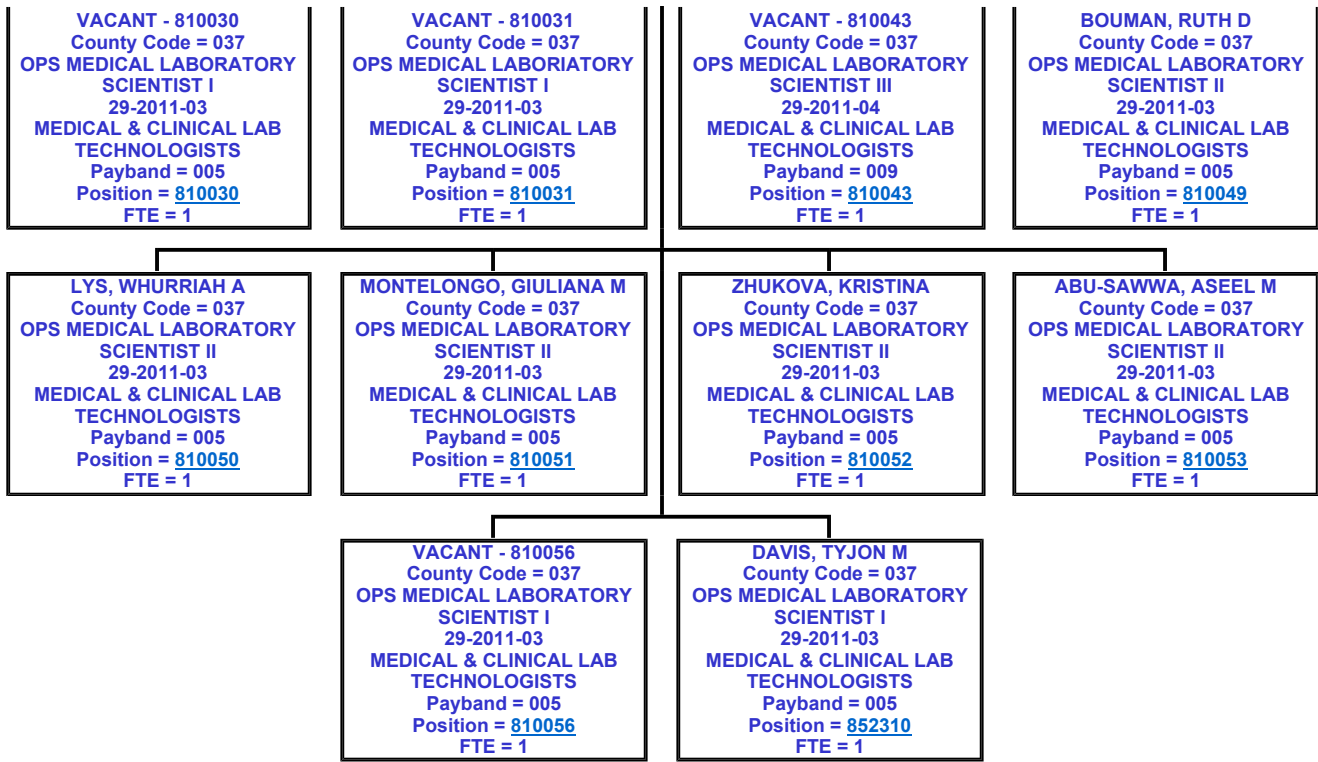 VACANT - 810030
County Code = 037
OPS MEDICAL LABORATORY
SCIENTIST I
29-2011-03
MEDICAL & CLINICAL LAB
TECHNOLOGISTS
Payband = 005
Position = 810030
FTE = 1
VACANT - 810031
County Code = 037
OPS MEDICAL LABORIATORY
SCIENTIST I
29-2011-03
MEDICAL & CLINICAL LAB
TECHNOLOGISTS
Payband = 005
Position = 810031
FTE = 1
VACANT - 810043
County Code = 037
OPS MEDICAL LABORATORY
SCIENTIST III
29-2011-04
MEDICAL & CLINICAL LAB
TECHNOLOGISTS
Payband = 009
Position = 810043
FTE = 1
BOUMAN, RUTH D
County Code = 037
OPS MEDICAL LABORATORY
SCIENTIST II
29-2011-03
MEDICAL & CLINICAL LAB
TECHNOLOGISTS
Payband = 005
Position = 810049
FTE = 1
LYS, WHURRIAH A
County Code = 037
OPS MEDICAL LABORATORY
SCIENTIST II
29-2011-03
MEDICAL & CLINICAL LAB
TECHNOLOGISTS
Payband = 005
Position = 810050
FTE = 1
MONTELONGO, GIULIANA M
County Code = 037
OPS MEDICAL LABORATORY
SCIENTIST II
29-2011-03
MEDICAL & CLINICAL LAB
TECHNOLOGISTS
Payband = 005
Position = 810051
FTE = 1
ZHUKOVA, KRISTINA
County Code = 037
OPS MEDICAL LABORATORY
SCIENTIST II
29-2011-03
MEDICAL & CLINICAL LAB
TECHNOLOGISTS
Payband = 005
Position = 810052
FTE = 1
ABU-SAWWA, ASEEL M
County Code = 037
OPS MEDICAL LABORATORY
SCIENTIST II
29-2011-03
MEDICAL & CLINICAL LAB
TECHNOLOGISTS
Payband = 005
Position = 810053
FTE = 1
VACANT - 810056
County Code = 037
OPS MEDICAL LABORATORY
SCIENTIST I
29-2011-03
MEDICAL & CLINICAL LAB
TECHNOLOGISTS
Payband = 005
Position = 810056
FTE = 1
DAVIS, TYJON M
County Code = 037
OPS MEDICAL LABORATORY
SCIENTIST I
29-2011-03
MEDICAL & CLINICAL LAB
TECHNOLOGISTS
Payband = 005
Position = 852310
FTE = 1